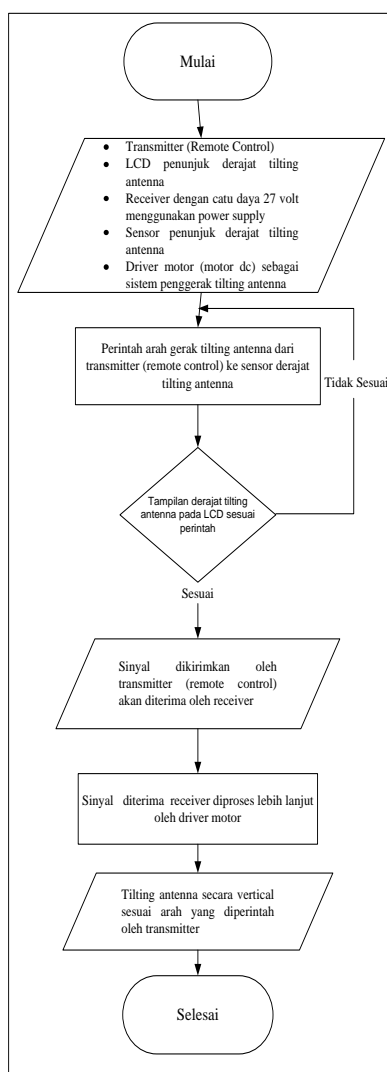 Mulai
• Transmitter (Remote Control)
• LCD penunjuk derajat tilting
antenna
• Receiver dengan catu daya 27 volt
menggunakan power supply
• Sensor penunjuk derajat tilting
antenna
• Driver motor (motor dc) sebagai
sistem penggerak tilting antenna
Perintah arah gerak tilting antenna dari
transmitter (remote control) ke sensor derajat
tilting antenna
Tidak Sesuai
Tampilan derajat tilting
antenna pada LCD sesuai
perintah
Sesuai
Sinyal dikirimkan oleh
transmitter (remote control)
akan diterima oleh receiver
Sinyal diterima receiver diproses lebih lanjut
oleh driver motor
Tilting antenna secara vertical
sesuai arah yang diperintah
oleh transmitter
Selesai